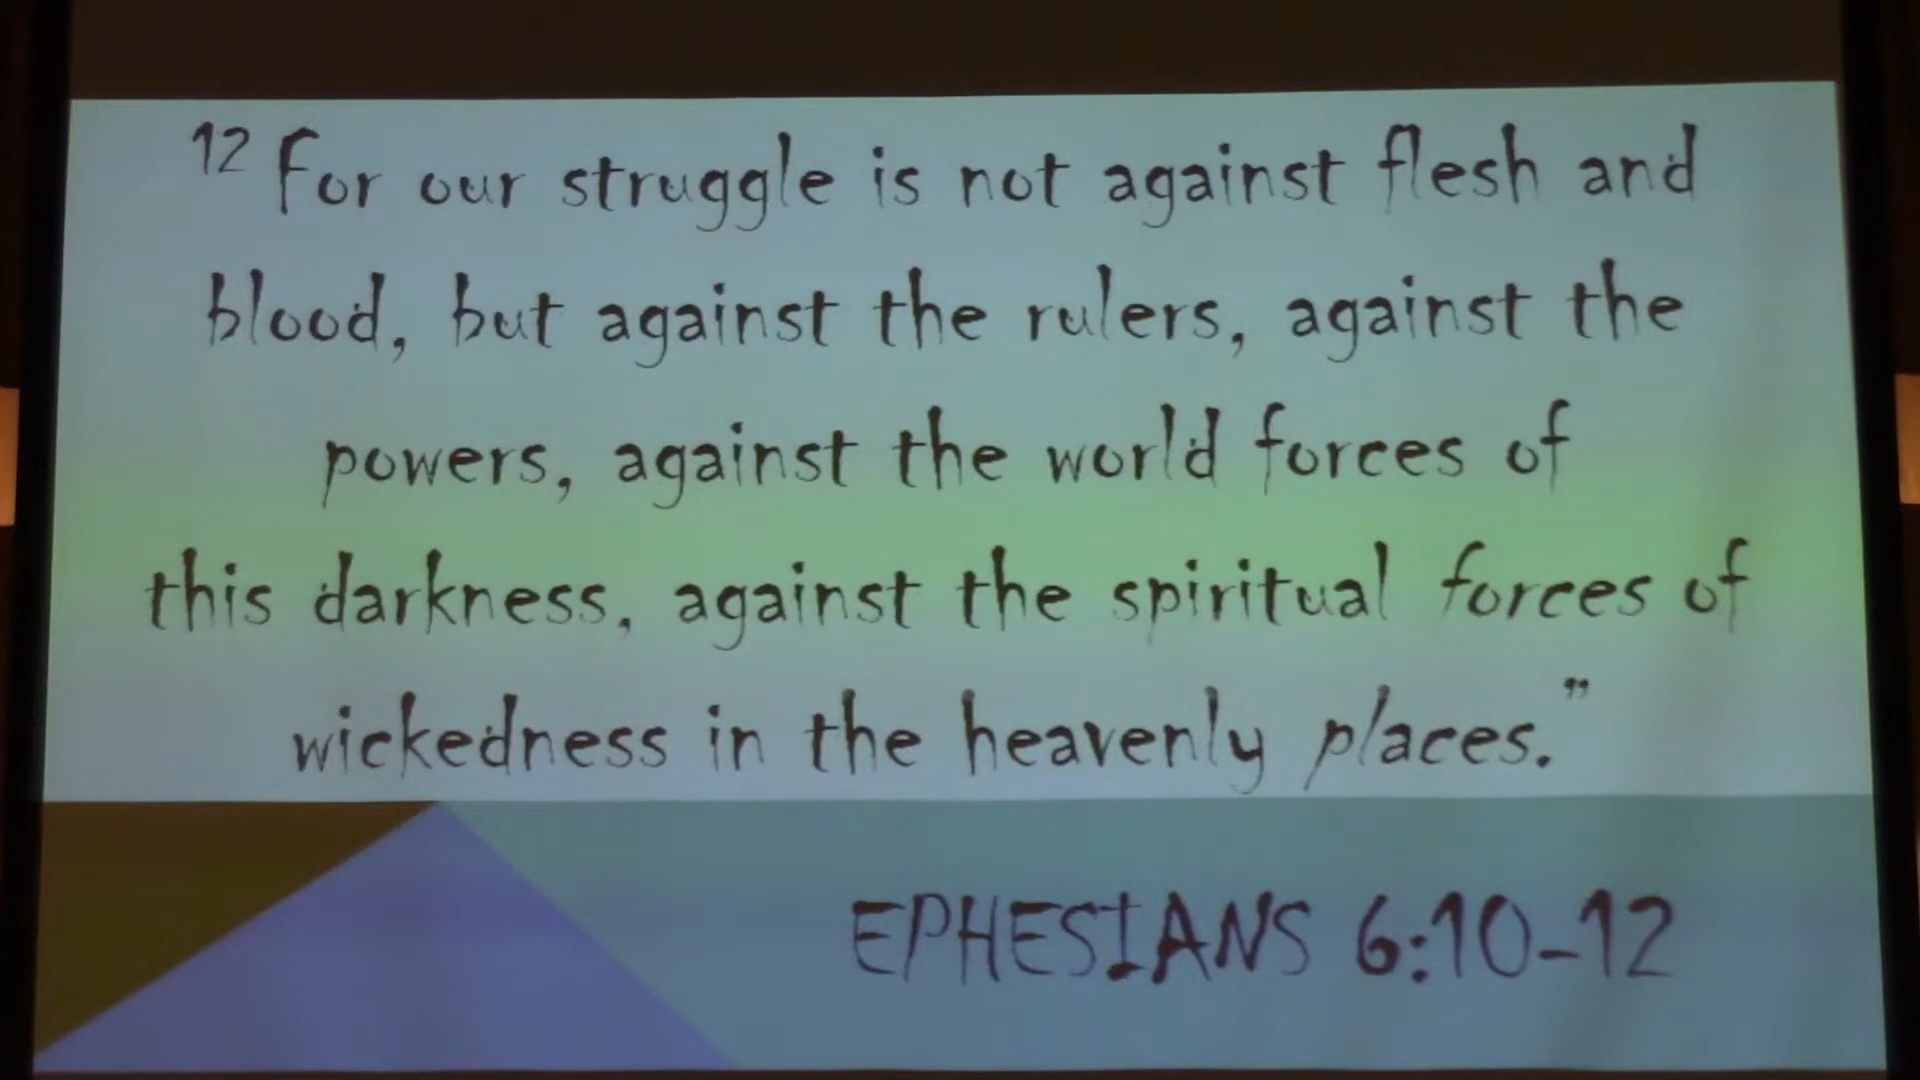 12 For our struggle is not against flesh and
blood, but against the rulers, against the
powers, against the world forces of
this darkness, against the spiritual forces of
wickedness in the heavenly places.”
EPHESIANS 6:10-12